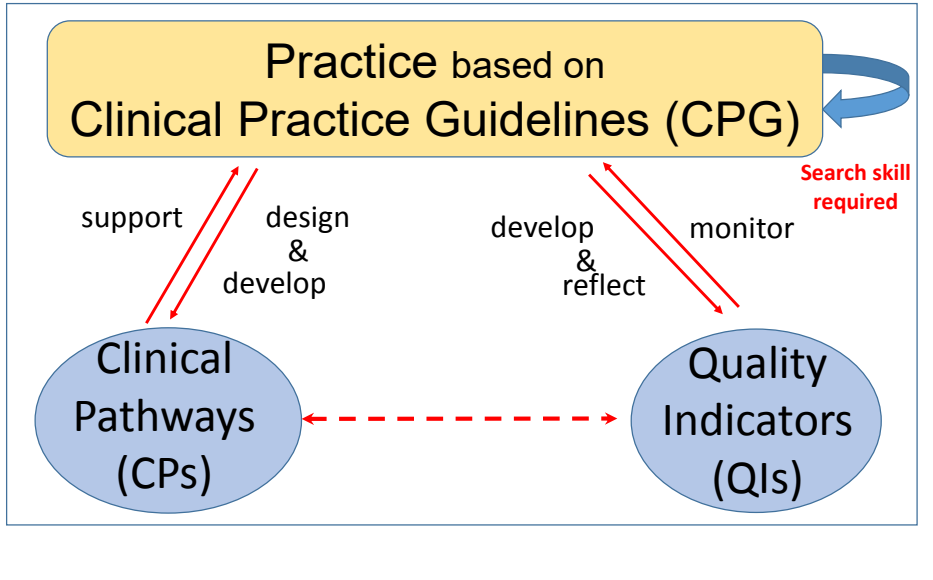 Practice based on
Clinical Practice Guidelines (CPG)
Search skill
required
support
design
&
develop
develop
&
reflect
monitor
Clinical
Pathways
(CPs)
Quality
Indicators
(QIs)